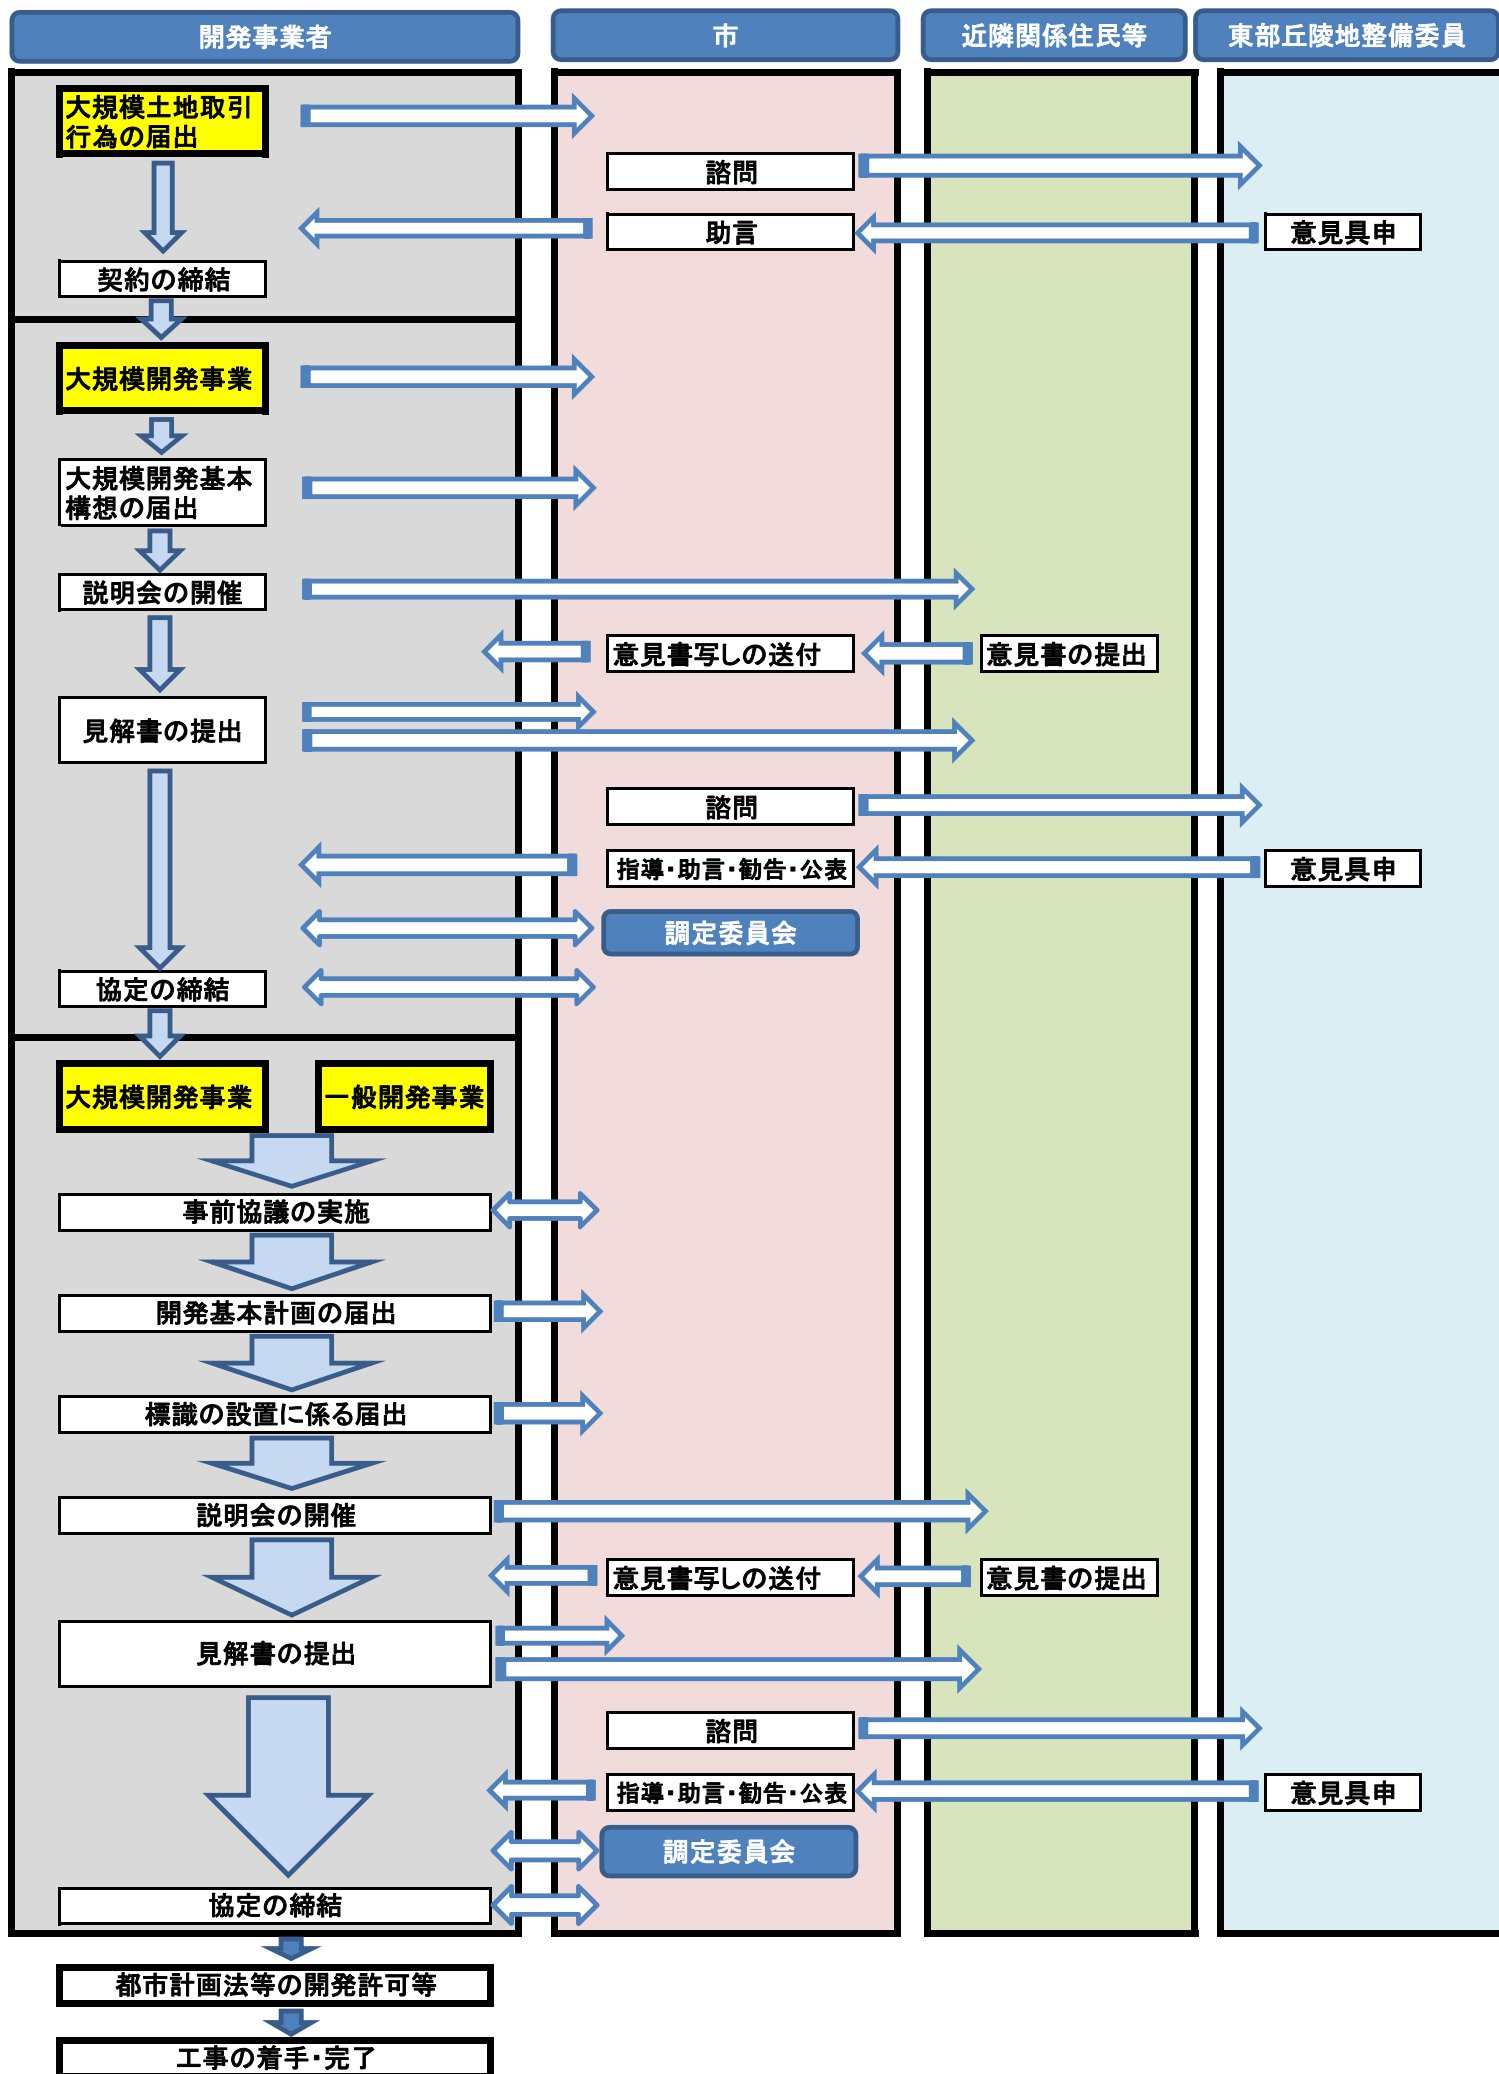 開発事業者
市
近隣関係住民等
東部丘陵地整備委員
大規模土地取引
行為の届出
諮問
助言
意見具申
契約の締結
大規模開発事業
大規模開発基本
構想の届出
説明会の開催
意見書写しの送付
意見書の提出
見解書の提出
諮問
指導・助言・勧告・公表
意見具申
調定委員会
協定の締結
大規模開発事業
一般開発事業
事前協議の実施
開発基本計画の届出
標識の設置に係る届出
説明会の開催
意見書写しの送付
意見書の提出
見解書の提出
諮問
指導・助言・勧告・公表
意見具申
調定委員会
協定の締結
都市計画法等の開発許可等
工事の着手・完了